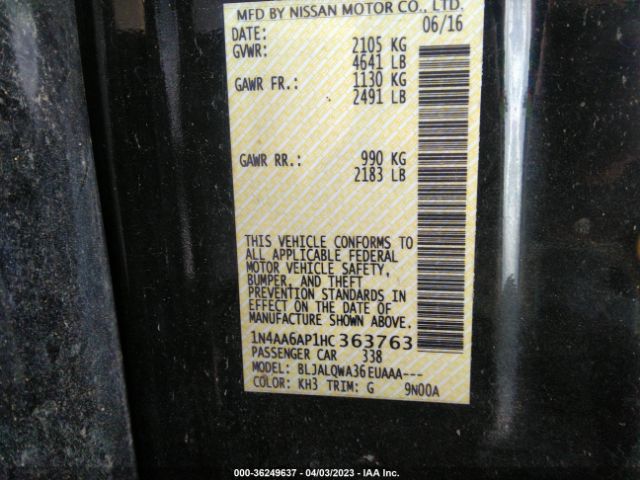 MFD BY NISSAN MOTOR CO., LTD.
DATE: 06/16
GVWR: 2105 KG
4641 LB
GAWR FR.: 1130 KG
2491 LB
GAWR RR.: 990 KG
2183 LB
THIS VEHICLE CONFORMS TO
ALL APPLICABLE FEDERAL
MOTOR VEHICLE SAFETY,
BUMPER, AND THEFT
PREVENTION STANDARDS IN
EFFECT ON THE DATE OF
MANUFACTURE SHOWN ABOVE.
1N4AA6AP1HC363763
PASSENGER CAR 338
MODEL: BLJALQWA36EUAAA---
COLOR: KH3 TRIM: G 9N00A
000-36249637 - 04/03/2023 - IAA Inc.